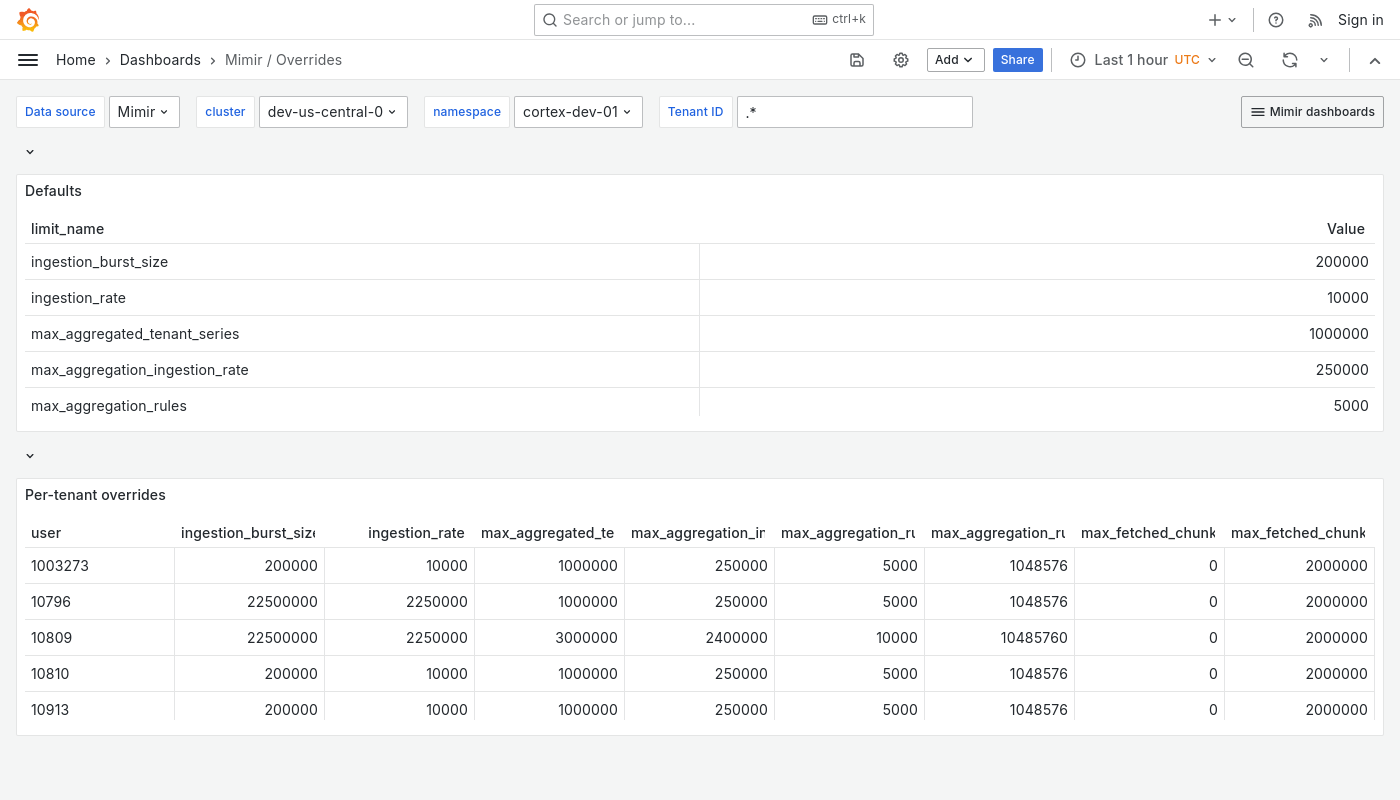 Search or jump to... ctrl+k Sign in
Home Dashboards Mimir / Overrides Add Share Last 1 hour UTC
Data source Mimir cluster dev-us-central-0 namespace cortex-dev-01 Tenant ID .* Mimir dashboards
Defaults
limit_name Value
ingestion_burst_size 200000
ingestion_rate 10000
max_aggregated_tenant_series 1000000
max_aggregation_ingestion_rate 250000
max_aggregation_rules 5000
Per-tenant overrides
user ingestion_burst_size ingestion_rate max_aggregated_te max_aggregation_in max_aggregation_ru max_aggregation_ru max_fetched_chunk max_fetched_chunk
1003273 200000 10000 1000000 250000 5000 1048576 0 2000000
10796 22500000 2250000 1000000 250000 5000 1048576 0 2000000
10809 22500000 2250000 3000000 2400000 10000 10485760 0 2000000
10810 200000 10000 1000000 250000 5000 1048576 0 2000000
10913 200000 10000 1000000 250000 5000 1048576 0 2000000